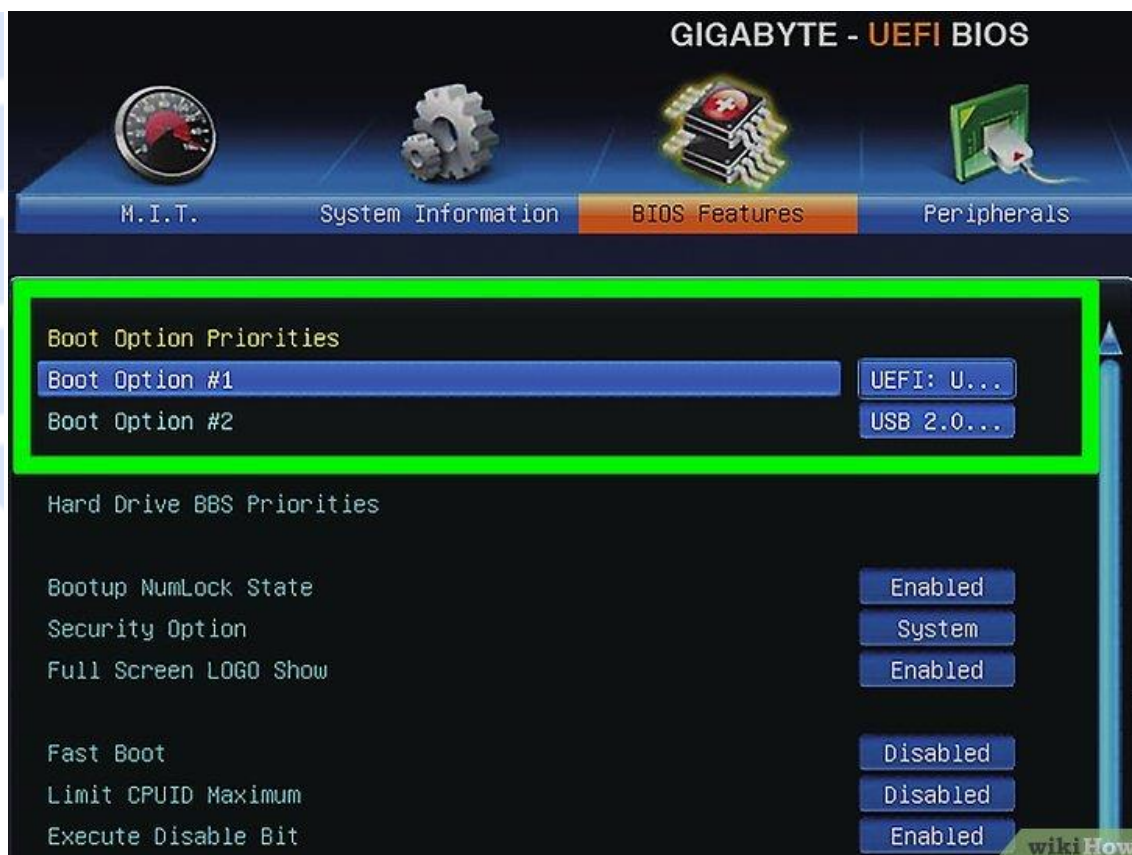 GIGABYTE - UEFI BIOS
M.I.T. System Information BIOS Features Peripherals
Boot Option Priorities
Boot Option #1 UEFI: U...
Boot Option #2 USB 2.0...
Hard Drive BBS Priorities
Bootup NumLock State Enabled
Security Option System
Full Screen LOGO Show Enabled
Fast Boot Disabled
Limit CPUID Maximum Disabled
Execute Disable Bit Enabled
wikiHow